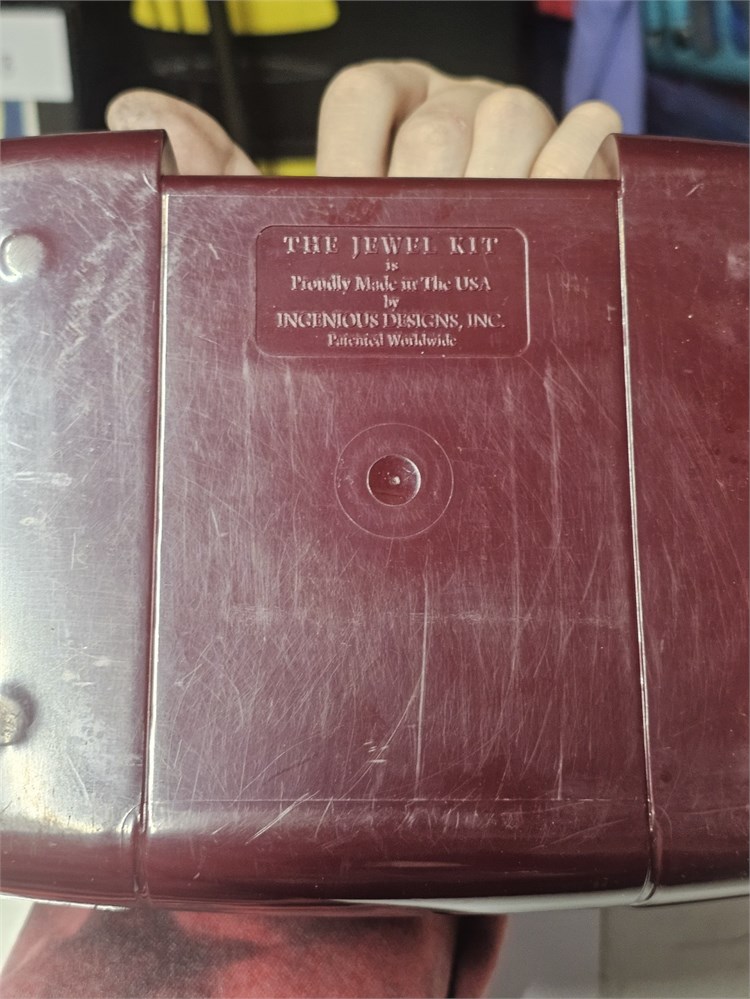 THE JEWEL KIT
is
Proudly Made in The USA
by
INGENIOUS DESIGNS, INC.
Patented Worldwide